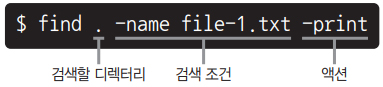 $ find . -name file-1.txt -print
검색할 디렉터리 검색 조건 액션